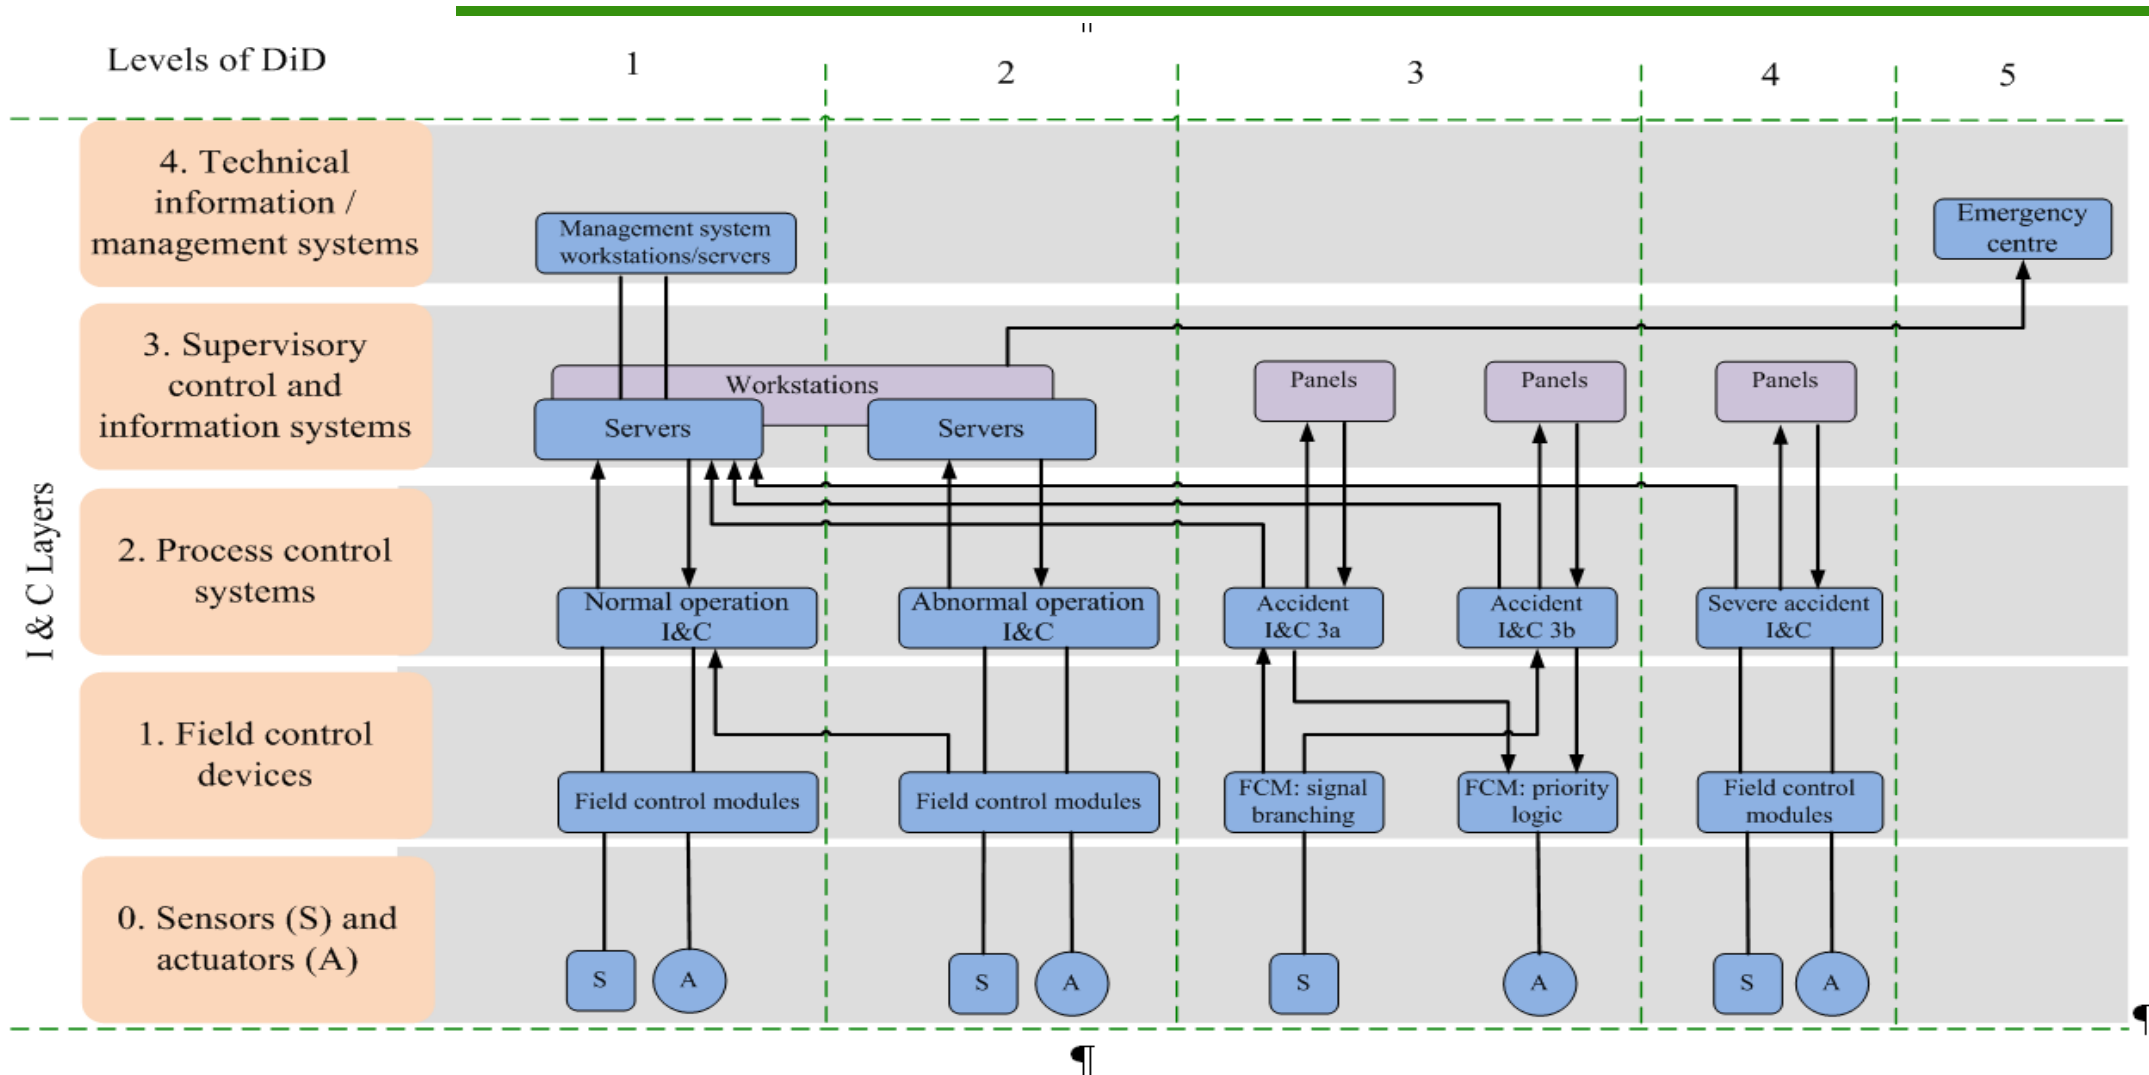 Levels of DiD
1
2
3
4
5
I & C Layers
4. Technical
information /
management systems
Management system
workstations/servers
Emergency
centre
3. Supervisory
control and
information systems
Workstations
Servers
Servers
Panels
Panels
Panels
2. Process control
systems
Normal operation
I&C
Abnormal operation
I&C
Accident
I&C 3a
Accident
I&C 3b
Severe accident
I&C
1. Field control
devices
Field control modules
Field control modules
FCM: signal
branching
FCM: priority
logic
Field control
modules
0. Sensors (S) and
actuators (A)
S
A
S
A
S
A
S
A
¶
¶